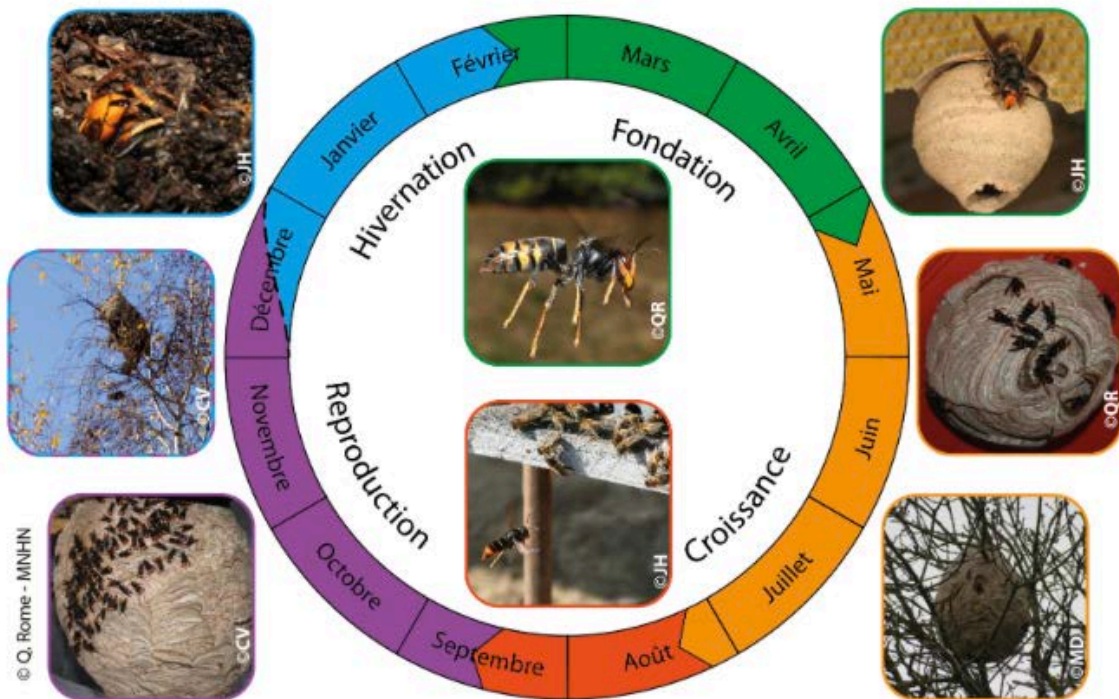 Janvier
Février
Mars
Avril
Mai
Juin
Juillet
Août
Septembre
Octobre
Novembre
Décembre
Hivernation
Fondation
Croissance
Reproduction
©JH
©JH
©QR
©CV
©QR
©JH
©CV
©MDJ
© Q. Rome - MNHN